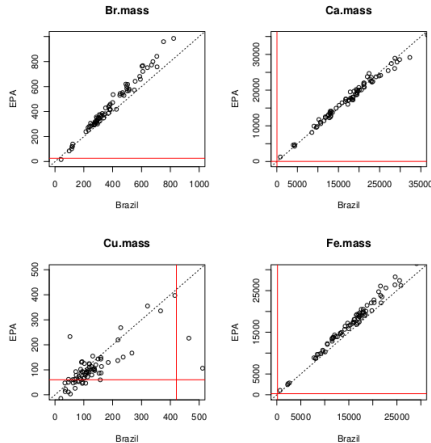 Br.mass
EPA
0 200 400 600 800
0 200 400 600 800 1000
Brazil
Ca.mass
EPA
0 10000 20000 30000
0 5000 15000 25000 35000
Brazil
Cu.mass
EPA
0 100 200 300 400 500
0 100 200 300 400 500
Brazil
Fe.mass
EPA
0 5000 15000 25000
0 5000 15000 25000
Brazil